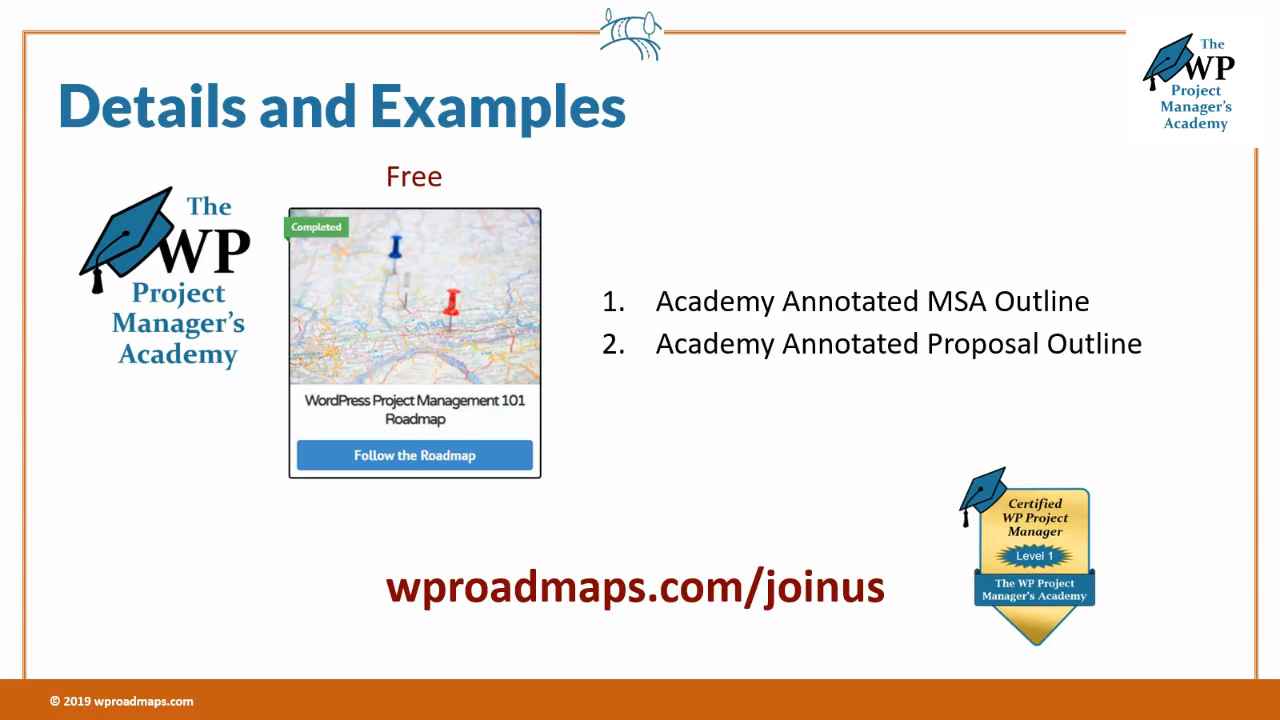 The
WP
Project
Manager's
Academy
Details and Examples
Free
The
WP
Project
Manager's
Academy
Completed
WordPress Project Management 101
Roadmap
Follow the Roadmap
1. Academy Annotated MSA Outline
2. Academy Annotated Proposal Outline
Certified
WP Project
Manager
Level 1
The WP Project
Manager's Academy
wproadmaps.com/joinus
© 2019 wproadmaps.com